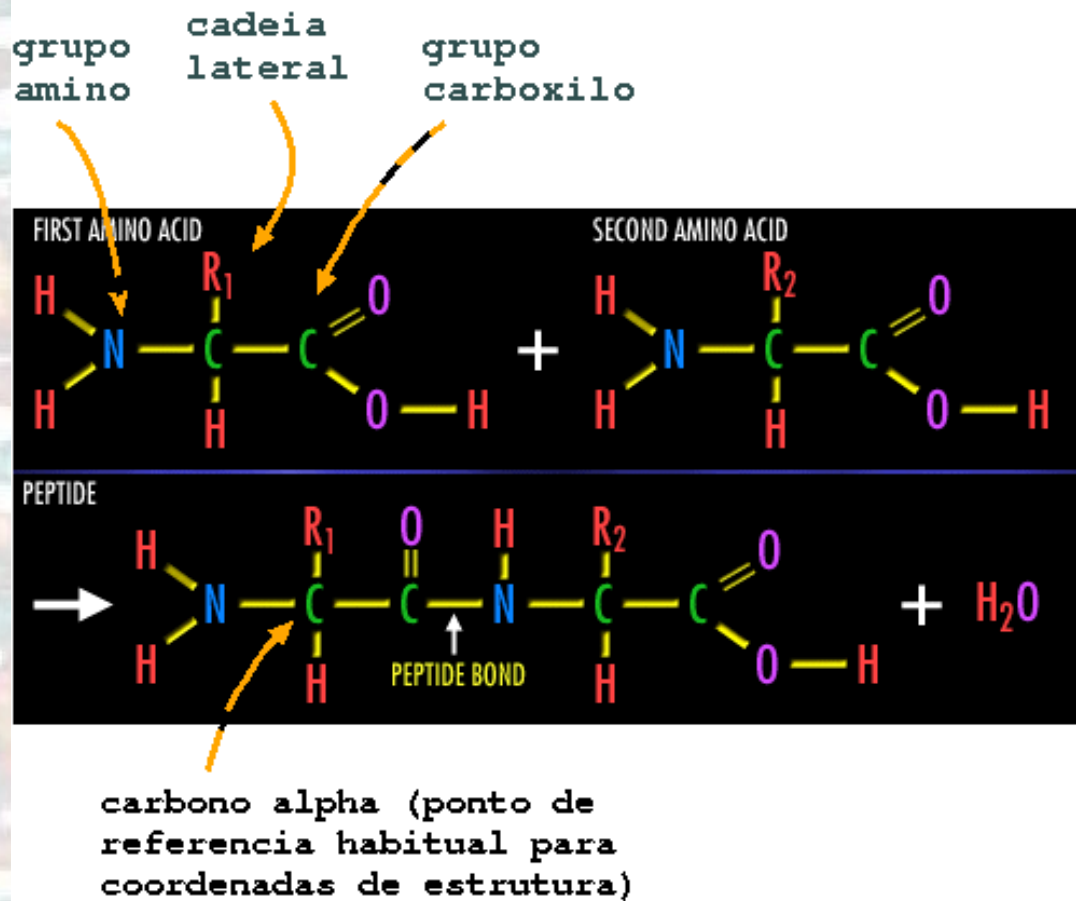 grupo amino
cadeia lateral
grupo carboxilo
FIRST AMINO ACID
SECOND AMINO ACID
H R₁ O
N C C
H H O H
+
H R₂ O
N C C
H H O H
PEPTIDE
H R₁ O H R₂ O
N C C N C C + H₂O
H H PEPTIDE BOND H O H
carbono alpha (ponto de
referencia habitual para
coordenadas de estrutura)